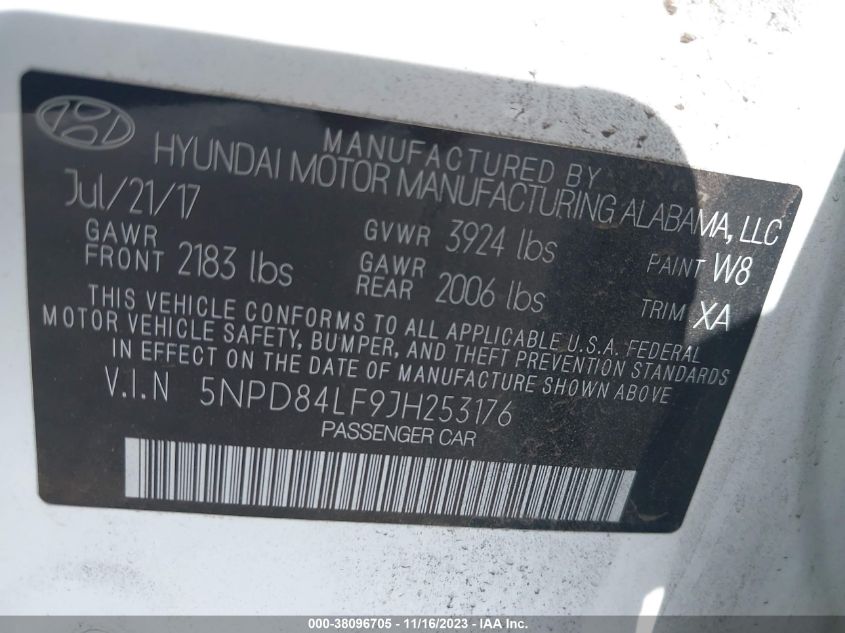 MANUFACTURED BY
HYUNDAI MOTOR MANUFACTURING ALABAMA, LLC
Jul/21/17
GAWR FRONT 2183 lbs
GVWR 3924 lbs
GAWR REAR 2006 lbs
PAINT W8
TRIM XA
THIS VEHICLE CONFORMS TO ALL APPLICABLE U.S.A. FEDERAL
MOTOR VEHICLE SAFETY, BUMPER, AND THEFT PREVENTION STANDARDS
IN EFFECT ON THE DATE OF MANUFACTURE SHOWN ABOVE
V.I.N 5NPD84LF9JH253176
PASSENGER CAR
000-38096705 - 11/16/2023 - IAA Inc.